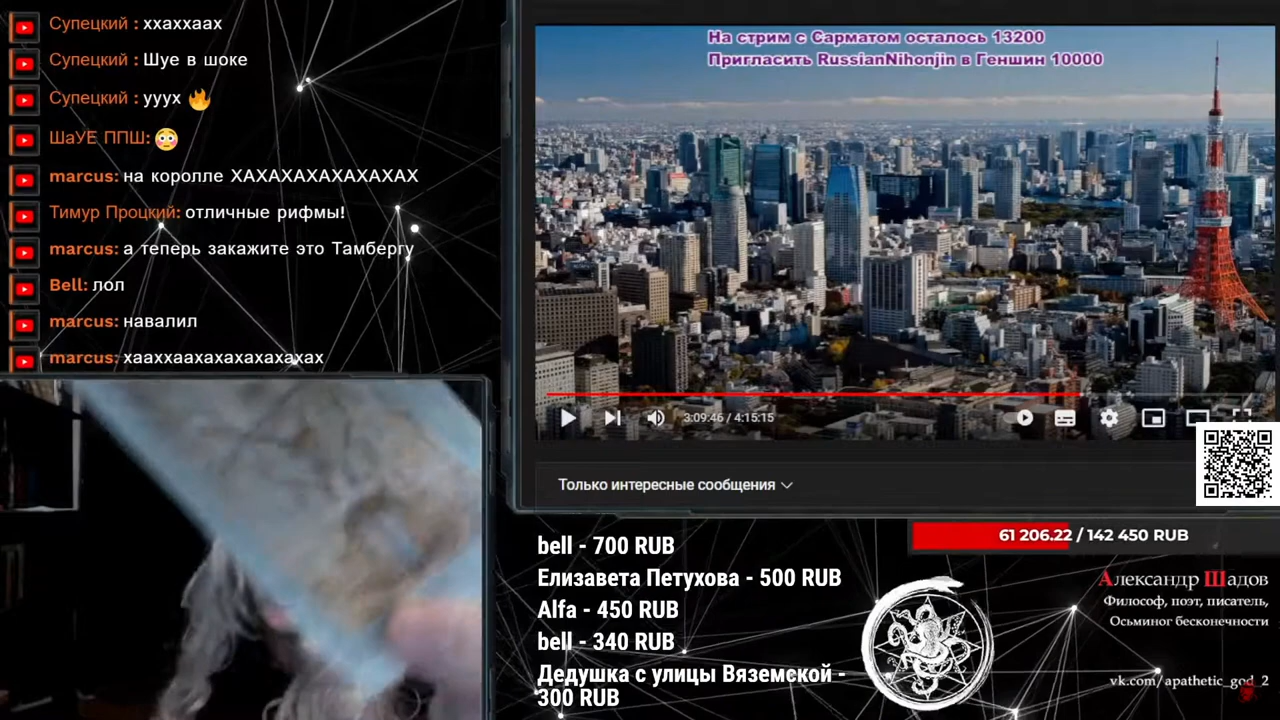 Супецкий : ххаххаах
Супецкий : Шуе в шоке
Супецкий : ууух 🔥
ШаУЕ ППШ: 😳
marcus: на королле ХАХАХАХАХАХАХАХ
Тимур Процкий: отличные рифмы!
marcus: а теперь закажите это Тамбергу
Bell: лол
marcus: навалил
marcus: хааххаахахахахахахах
На стрим с Сарматом осталось 13200
Пригласить RussianNihonjin в Геншин 10000
3:09:46 / 4:15:15
Только интересные сообщения
bell - 700 RUB
Елизавета Петухова - 500 RUB
Alfa - 450 RUB
bell - 340 RUB
Дедушка с улицы Вяземской -
300 RUB
61 206.22 / 142 450 RUB
Александр Шадов
Философ, поэт, писатель,
Осьминог бесконечности
vk.com/apathetic_god_2